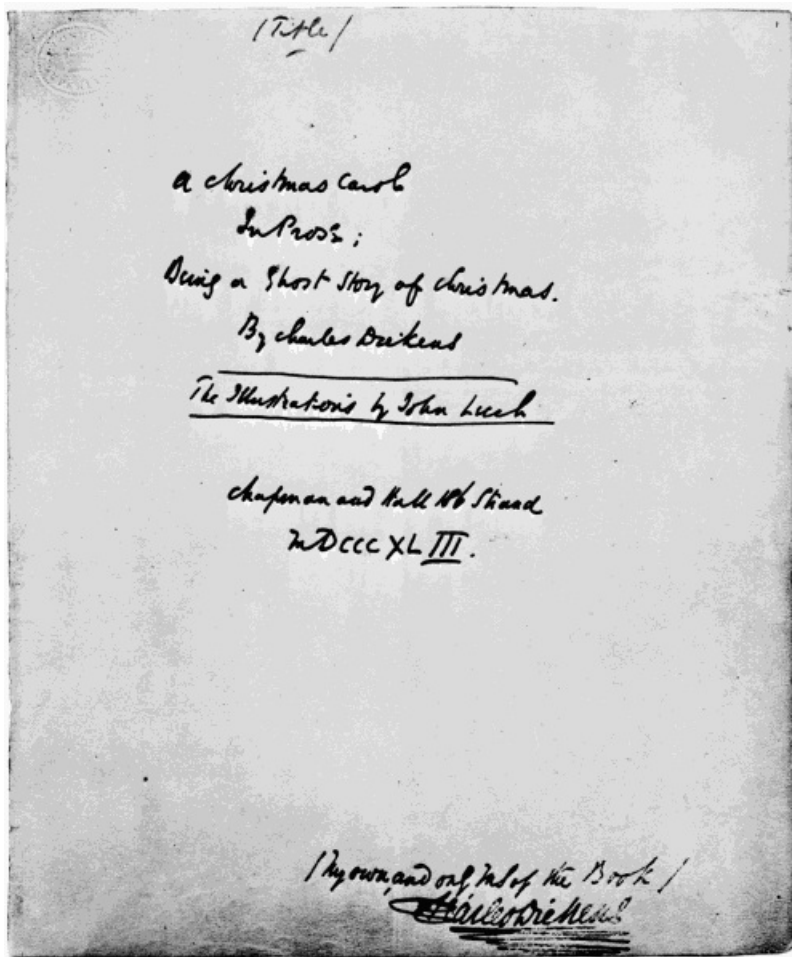 /Title/
A Christmas Carol
In Prose;
Being a Ghost Story of Christmas.
By Charles Dickens
The Illustrations by John Leech
Chapman and Hall 186 Strand
MDCCCXLIII.
/My own, and only MS of the Book/
Charles Dickens